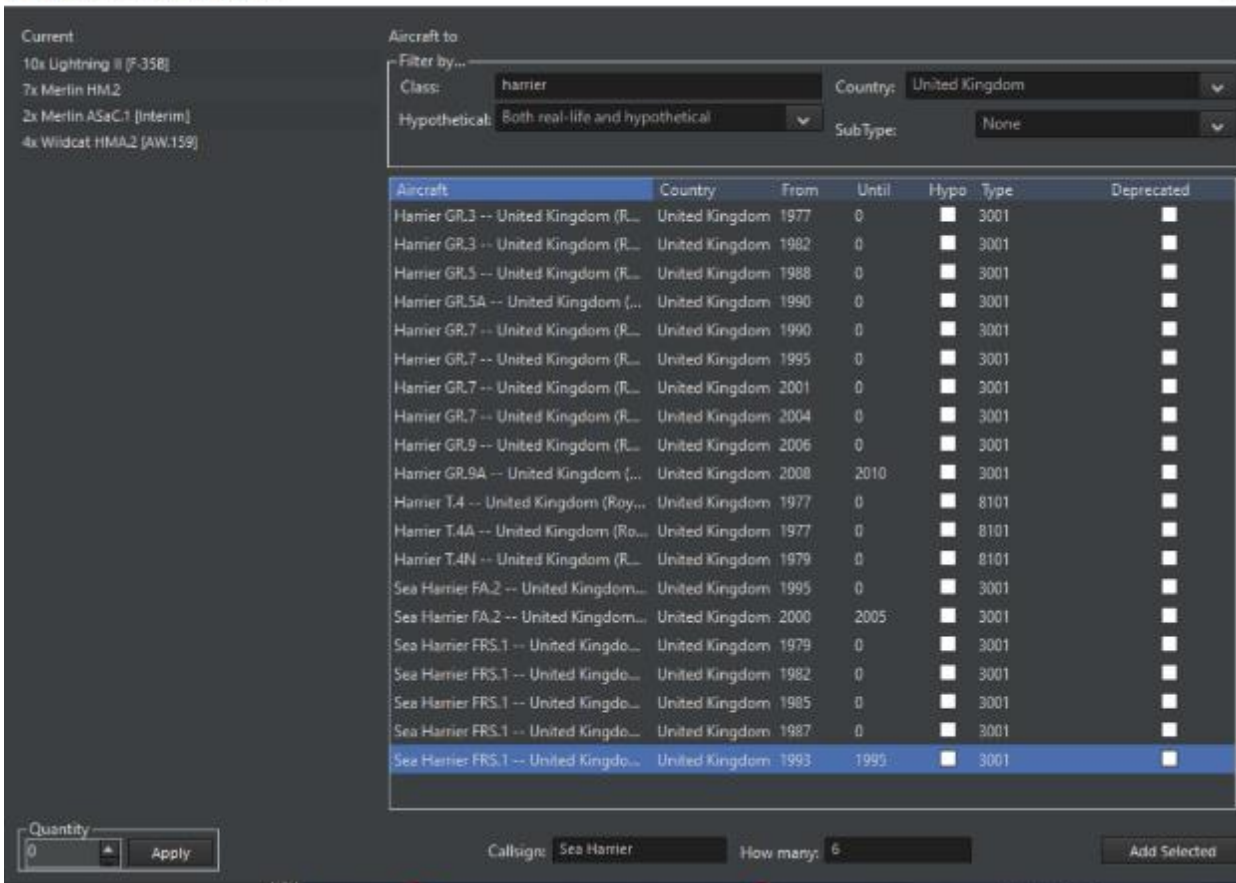 Current
10x Lightning II [F-35B]
7x Merlin HM.2
2x Merlin ASaC.1 [Interim]
4x Wildcat HMA.2 [AW.159]
Aircraft to
Filter by...
Class: harrier Country: United Kingdom
Hypothetical: Both real-life and hypothetical SubType: None
Aircraft Country From Until Hypo Type Deprecated
Harrier GR.3 -- United Kingdom (R... United Kingdom 1977 0 3001
Harrier GR.3 -- United Kingdom (R... United Kingdom 1982 0 3001
Harrier GR.5 -- United Kingdom (R... United Kingdom 1988 0 3001
Harrier GR.5A -- United Kingdom (... United Kingdom 1990 0 3001
Harrier GR.7 -- United Kingdom (R... United Kingdom 1990 0 3001
Harrier GR.7 -- United Kingdom (R... United Kingdom 1995 0 3001
Harrier GR.7 -- United Kingdom (R... United Kingdom 2001 0 3001
Harrier GR.7 -- United Kingdom (R... United Kingdom 2004 0 3001
Harrier GR.9 -- United Kingdom (R... United Kingdom 2006 0 3001
Harrier GR.9A -- United Kingdom (... United Kingdom 2008 2010 3001
Harrier T.4 -- United Kingdom (Roy... United Kingdom 1977 0 8101
Harrier T.4A -- United Kingdom (Ro... United Kingdom 1977 0 8101
Harrier T.4N -- United Kingdom (R... United Kingdom 1979 0 8101
Sea Harrier FA.2 -- United Kingdom... United Kingdom 1995 0 3001
Sea Harrier FA.2 -- United Kingdom... United Kingdom 2000 2005 3001
Sea Harrier FRS.1 -- United Kingdo... United Kingdom 1979 0 3001
Sea Harrier FRS.1 -- United Kingdo... United Kingdom 1982 0 3001
Sea Harrier FRS.1 -- United Kingdo... United Kingdom 1985 0 3001
Sea Harrier FRS.1 -- United Kingdo... United Kingdom 1987 0 3001
Sea Harrier FRS.1 -- United Kingdo... United Kingdom 1993 1995 3001
Quantity
0 Apply
Callsign: Sea Harrier How many: 6 Add Selected